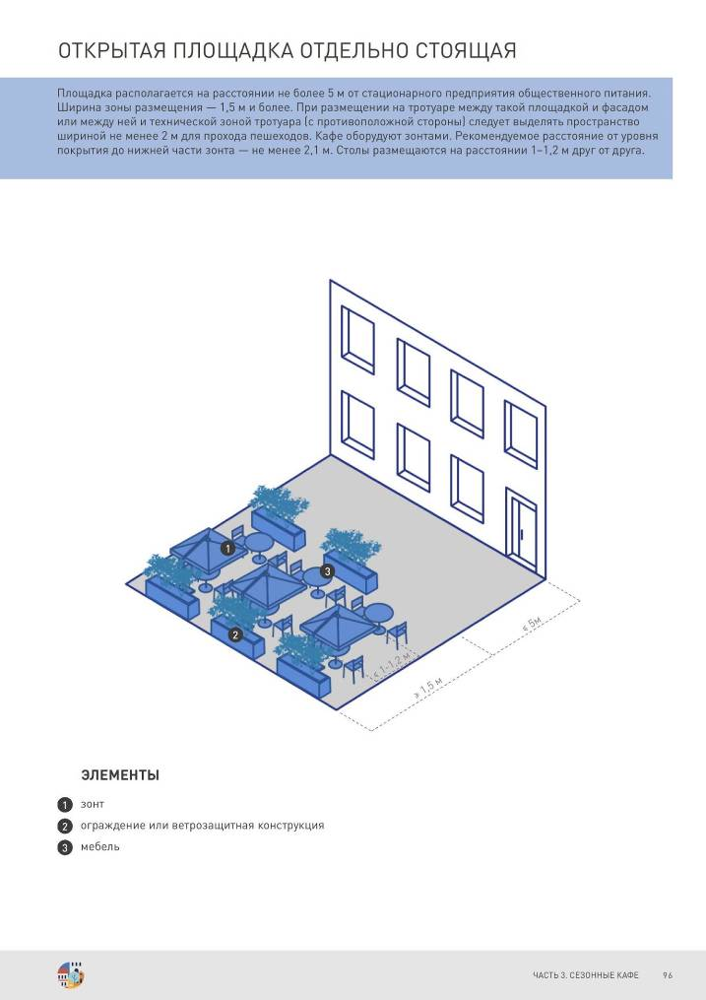 ОТКРЫТАЯ ПЛОЩАДКА ОТДЕЛЬНО СТОЯЩАЯ
Площадка располагается на расстоянии не более 5 м от стационарного предприятия общественного питания.
Ширина зоны размещения — 1,5 м и более. При размещении на тротуаре между такой площадкой и фасадом
или между ней и технической зоной тротуара (с противоположной стороны) следует выделять пространство
шириной не менее 2 м для прохода пешеходов. Кафе оборудуют зонтами. Рекомендуемое расстояние от уровня
покрытия до нижней части зонта — не менее 2,1 м. Столы размещаются на расстоянии 1–1,2 м друг от друга.
1
3
2
⩽ 5м
⩽ 1-1,2 м
⩾ 1,5 м
ЭЛЕМЕНТЫ
1 зонт
2 ограждение или ветрозащитная конструкция
3 мебель
ЧАСТЬ 3. СЕЗОННЫЕ КАФЕ 96